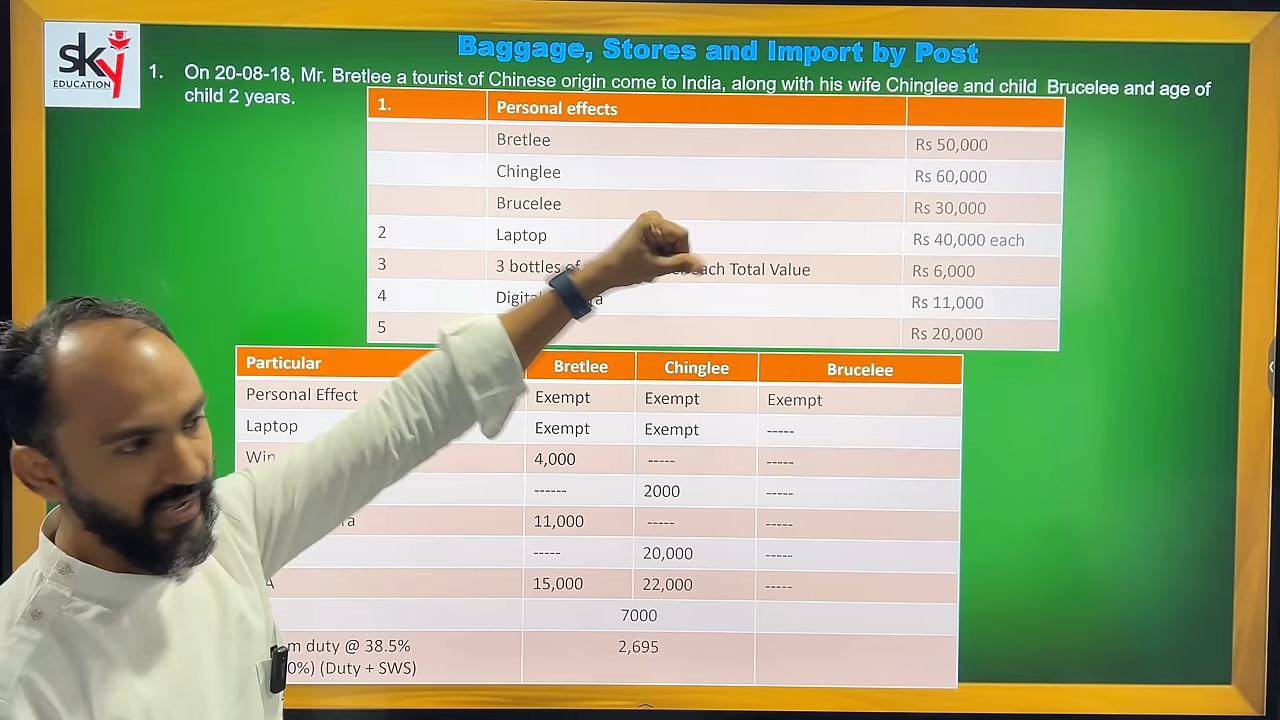 sky
EDUCATION
Baggage, Stores and Import by Post
1. On 20-08-18, Mr. Bretlee a tourist of Chinese origin come to India, along with his wife Chinglee and child Brucelee and age of
child 2 years.
1. Personal effects
Bretlee Rs 50,000
Chinglee Rs 60,000
Brucelee Rs 30,000
2 Laptop Rs 40,000 each
3 3 bottles of each Total Value Rs 6,000
4 Rs 11,000
5 Rs 20,000
Particular Bretlee Chinglee Brucelee
Personal Effect Exempt Exempt Exempt
Laptop Exempt Exempt -----
4,000 ----- -----
------ 2000 -----
11,000 ----- -----
----- 20,000 -----
15,000 22,000 -----
7000
duty @ 38.5% 2,695
(Duty + SWS)